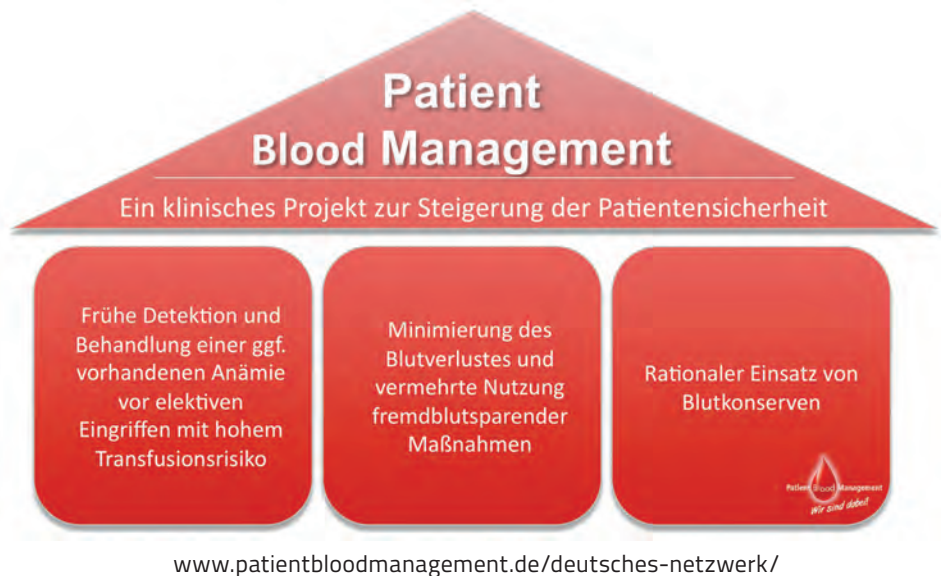 Patient
Blood Management
Ein klinisches Projekt zur Steigerung der Patientensicherheit
Frühe Detektion und
Behandlung einer ggf.
vorhandenen Anämie
vor elektiven
Eingriffen mit hohem
Transfusionsrisiko
Minimierung des
Blutverlustes und
vermehrte Nutzung
fremdblutsparender
Maßnahmen
Rationaler Einsatz von
Blutkonserven
Patient Blood Management
Wir sind dabei!
www.patientbloodmanagement.de/deutsches-netzwerk/